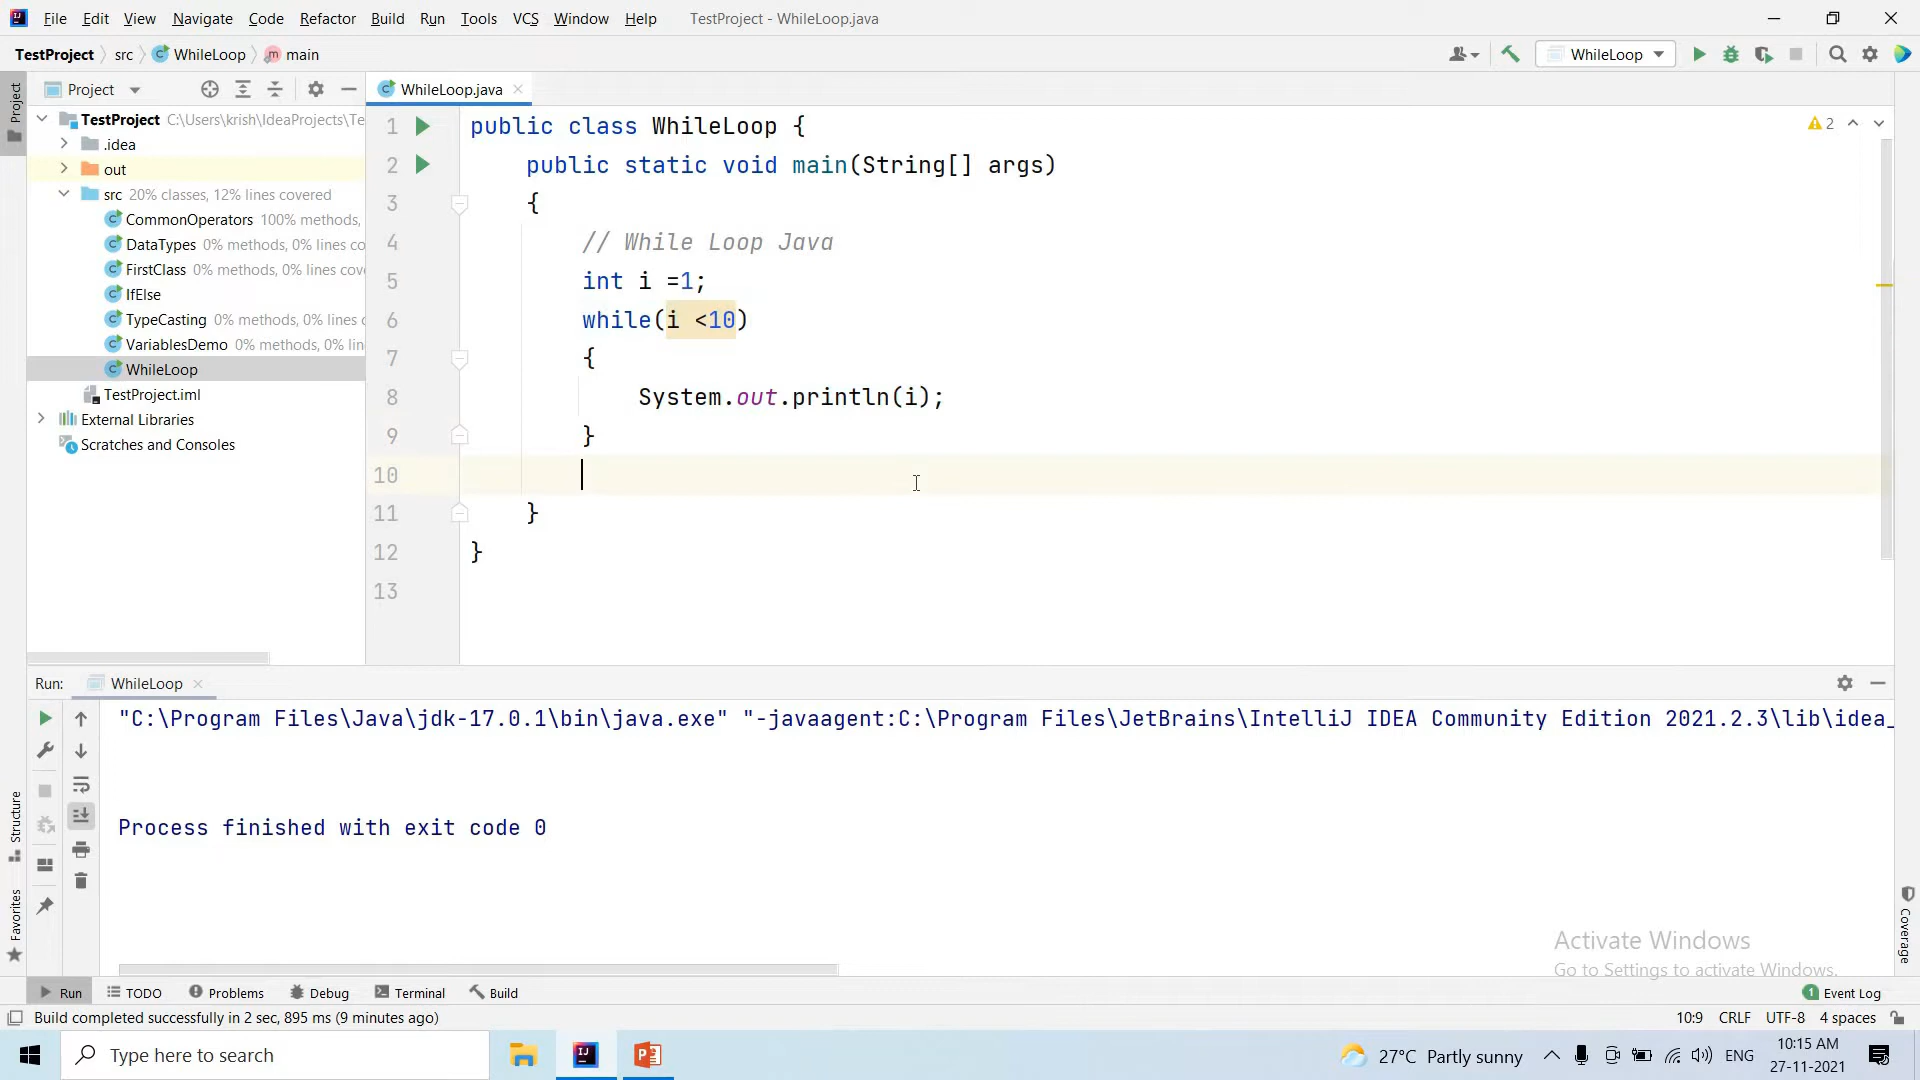 File Edit View Navigate Code Refactor Build Run Tools VCS Window Help TestProject - WhileLoop.java
TestProject src WhileLoop main WhileLoop
Project
Project
WhileLoop.java
TestProject C:\Users\krish\IdeaProjects\Te
.idea
out
src 20% classes, 12% lines covered
CommonOperators 100% methods,
DataTypes 0% methods, 0% lines co
FirstClass 0% methods, 0% lines cov
IfElse
TypeCasting 0% methods, 0% lines c
VariablesDemo 0% methods, 0% lin
WhileLoop
TestProject.iml
External Libraries
Scratches and Consoles
1 public class WhileLoop {
2 public static void main(String[] args)
3 {
4 // While Loop Java
5 int i =1;
6 while(i <10)
7 {
8 System.out.println(i);
9 }
10
11 }
12 }
13
2
Run: WhileLoop
"C:\Program Files\Java\jdk-17.0.1\bin\java.exe" "-javaagent:C:\Program Files\JetBrains\IntelliJ IDEA Community Edition 2021.2.3\lib\idea_
Process finished with exit code 0
Structure
Favorites
Coverage
Activate Windows
Go to Settings to activate Windows.
Run TODO Problems Debug Terminal Build 1 Event Log
Build completed successfully in 2 sec, 895 ms (9 minutes ago) 10:9 CRLF UTF-8 4 spaces
Type here to search 27°C Partly sunny ENG 10:15 AM
27-11-2021